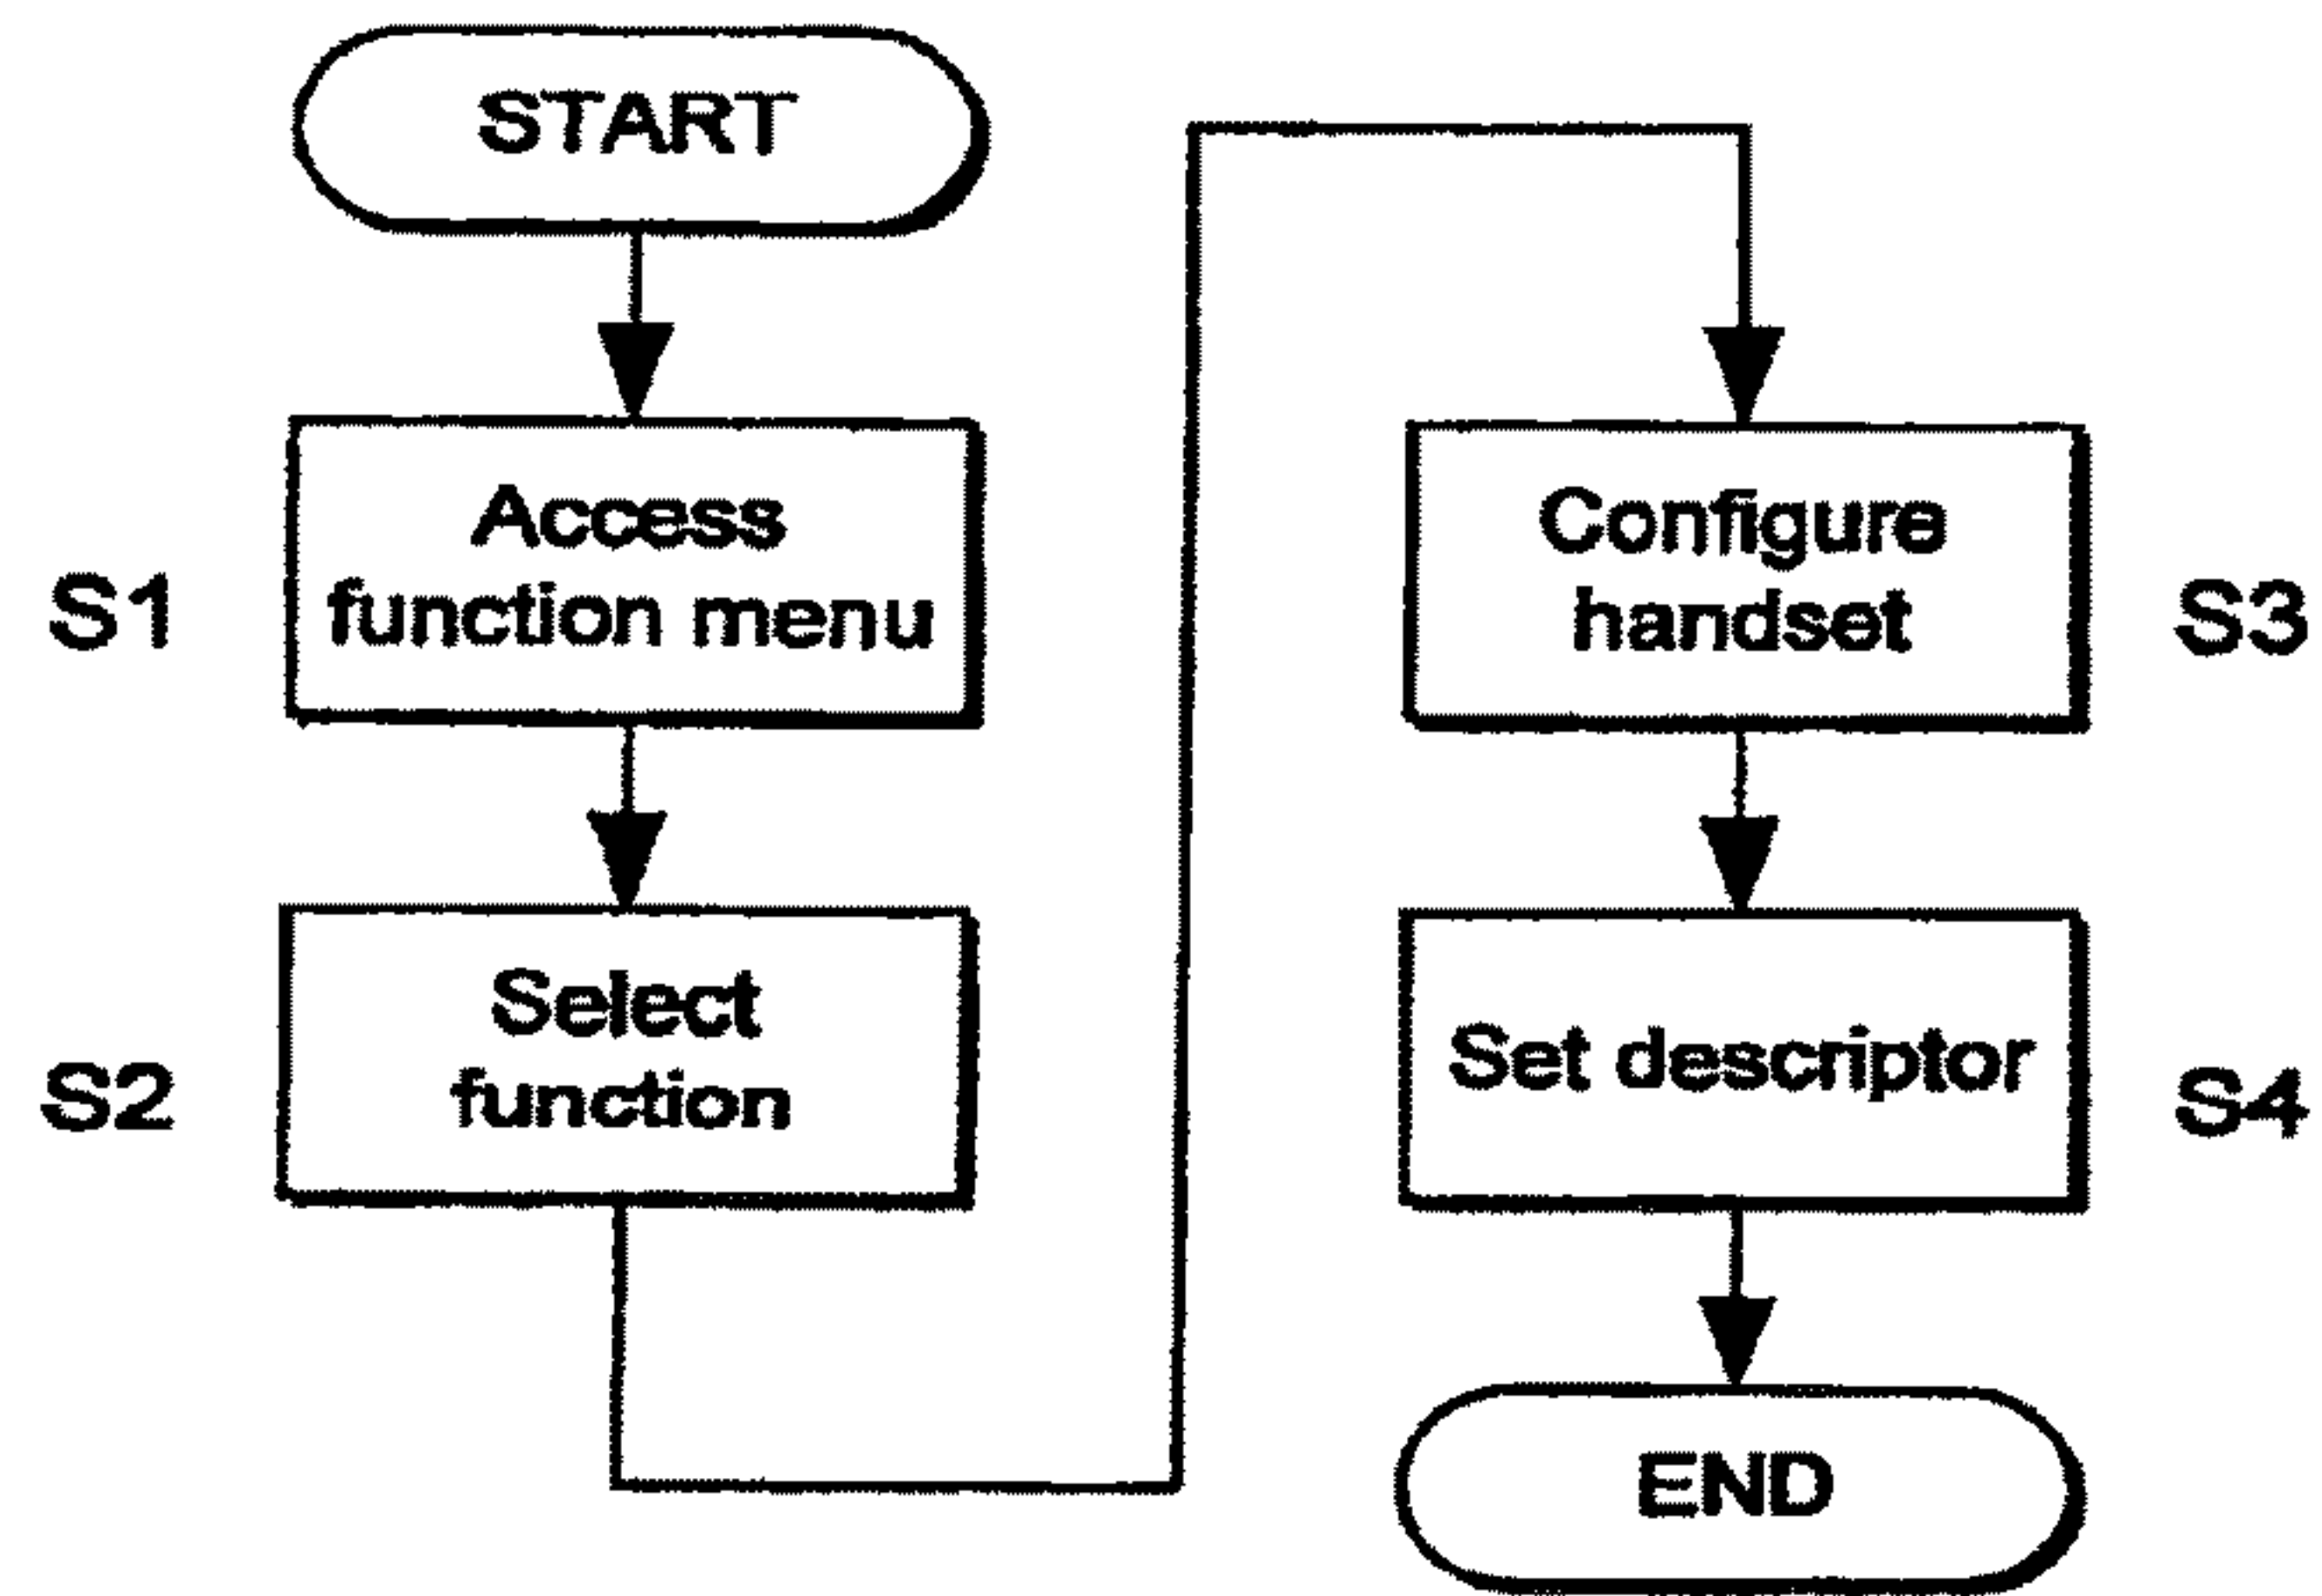 START
S1
Access
function menu
S2
Select
function
Configure
handset
S3
Set descriptor
S4
END